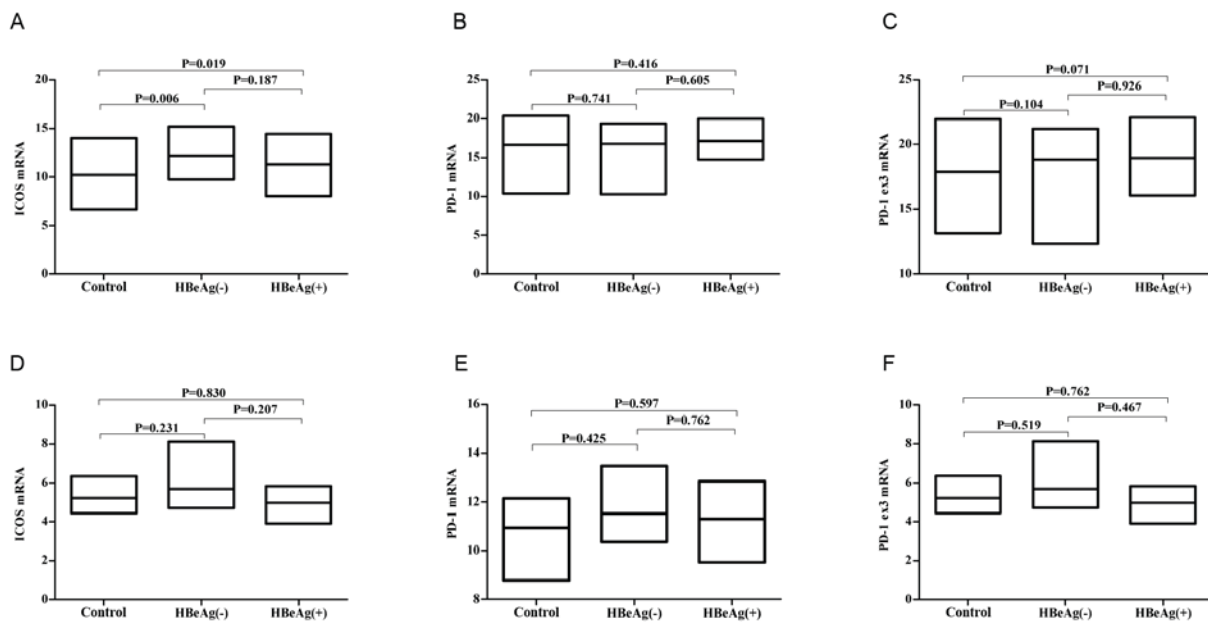 A
P=0.019
P=0.187
P=0.006
20
15
10
5
0
ICOS mRNA
Control HBeAg(-) HBeAg(+)
B
P=0.416
P=0.605
P=0.741
25
20
15
10
5
0
PD-1 mRNA
Control HBeAg(-) HBeAg(+)
C
P=0.071
P=0.926
P=0.104
25
20
15
10
PD-1 ex3 mRNA
Control HBeAg(-) HBeAg(+)
D
P=0.830
P=0.207
P=0.231
10
8
6
4
2
0
ICOS mRNA
Control HBeAg(-) HBeAg(+)
E
P=0.597
P=0.762
P=0.425
16
14
12
10
8
PD-1 mRNA
Control HBeAg(-) HBeAg(+)
F
P=0.762
P=0.467
P=0.519
10
8
6
4
2
0
PD-1 ex3 mRNA
Control HBeAg(-) HBeAg(+)